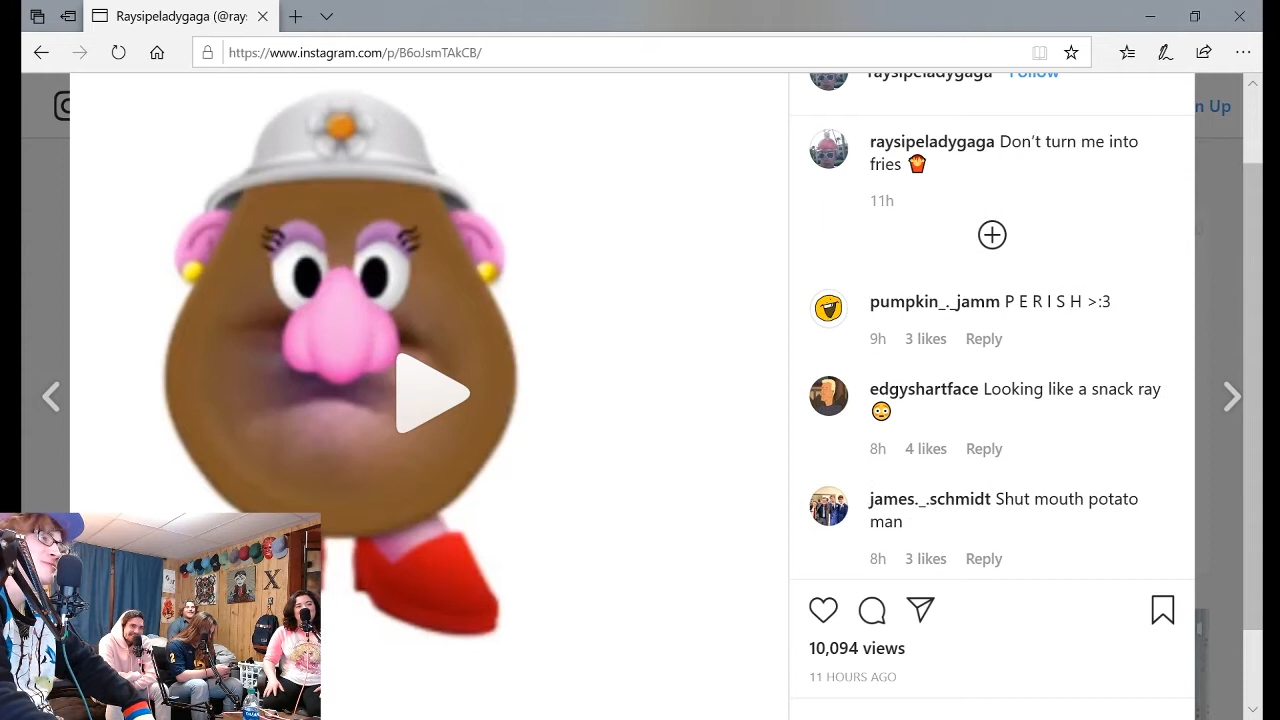 Raysipeladygaga (@ray
https://www.instagram.com/p/B6oJsmTAkCB/
raysipeladygaga Follow
n Up
raysipeladygaga Don’t turn me into
fries
11h
pumpkin_._jamm P E R I S H >:3
9h 3 likes Reply
edgyshartface Looking like a snack ray
8h 4 likes Reply
james._.schmidt Shut mouth potato
man
8h 3 likes Reply
10,094 views
11 HOURS AGO
X
2